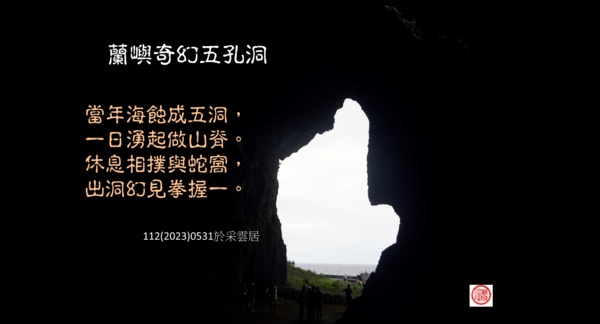 蘭嶼奇幻五孔洞
當年海蝕成五洞，
一日湧起做山脊。
休息相撲與蛇窩，
出洞幻見拳握一。
112(2023)0531於采雲居